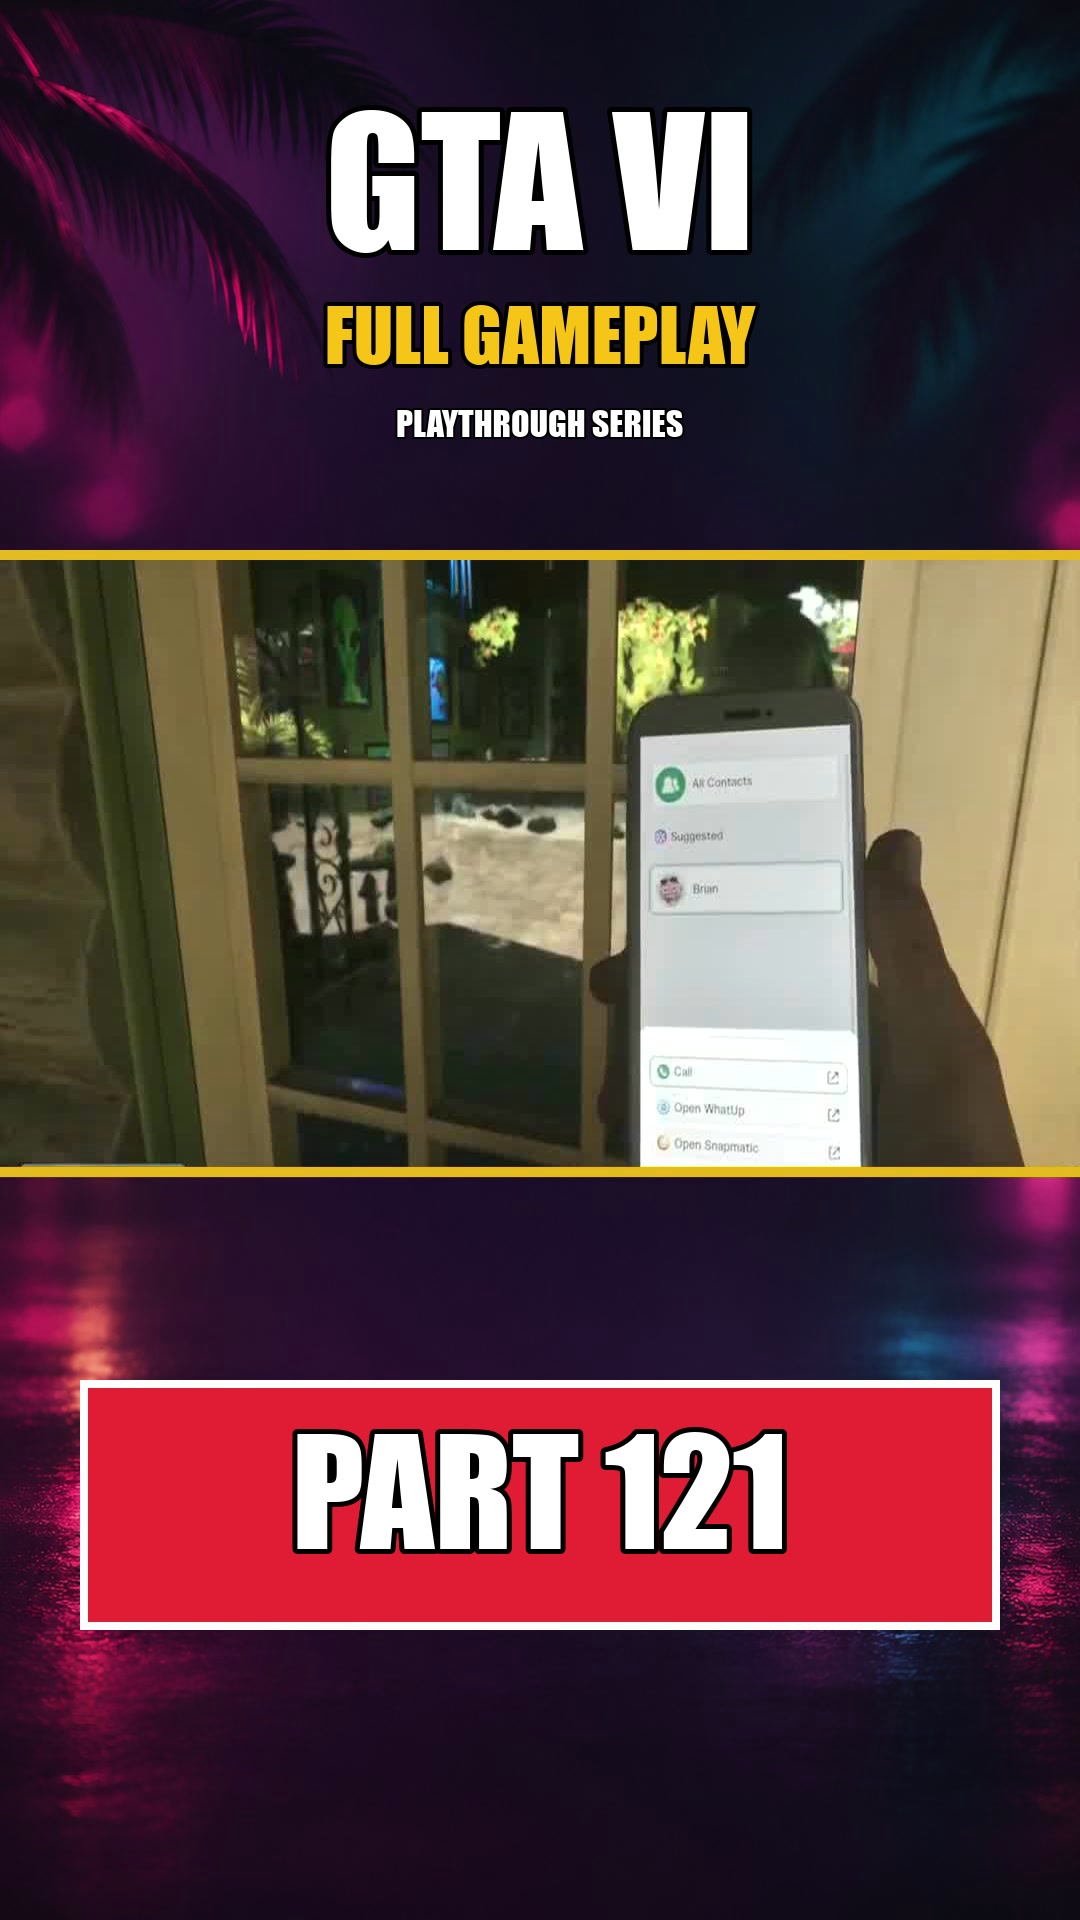 GTA VI
FULL GAMEPLAY
PLAYTHROUGH SERIES
All Contacts
Suggested
Brian
Call
Open WhatUp
Open Snapmatic
PART 121